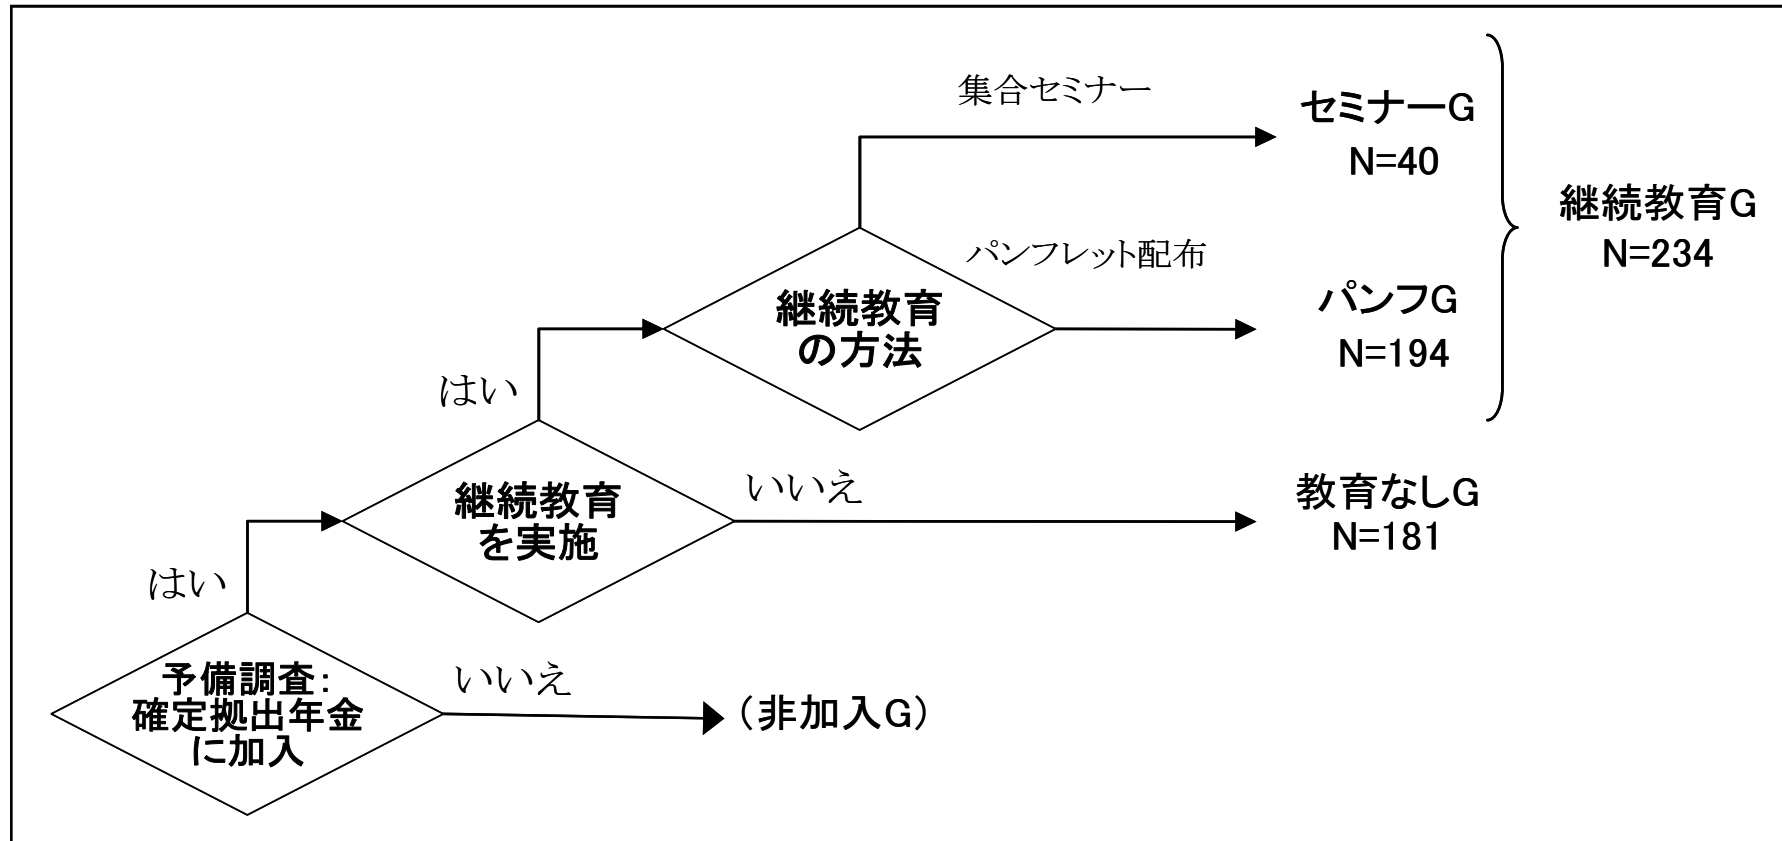 集合セミナー
セミナーG
N=40
継続教育G
N=234
パンフレット配布
継続教育
の方法
パンフG
N=194
はい
継続教育
を実施
いいえ
教育なしG
N=181
はい
予備調査:
確定拠出年金
に加入
いいえ
(非加入G)